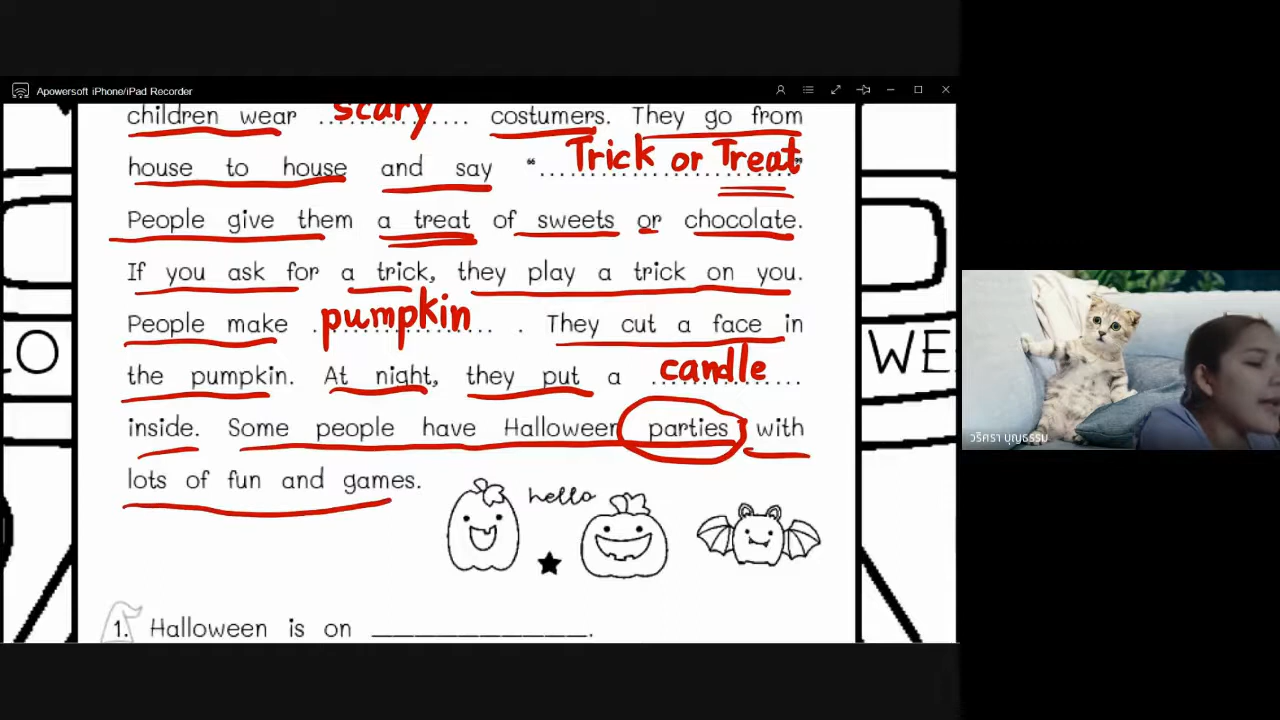 Apowersoft iPhone/iPad Recorder
children wear scary costumers. They go from
house to house and say "Trick or Treat"
People give them a treat of sweets or chocolate.
If you ask for a trick, they play a trick on you.
People make pumpkin. They cut a face in
the pumpkin. At night, they put a candle
inside. Some people have Halloween parties with
lots of fun and games.
hello
1. Halloween is on __________.
LO
WE
วริศรา บุญธรรม